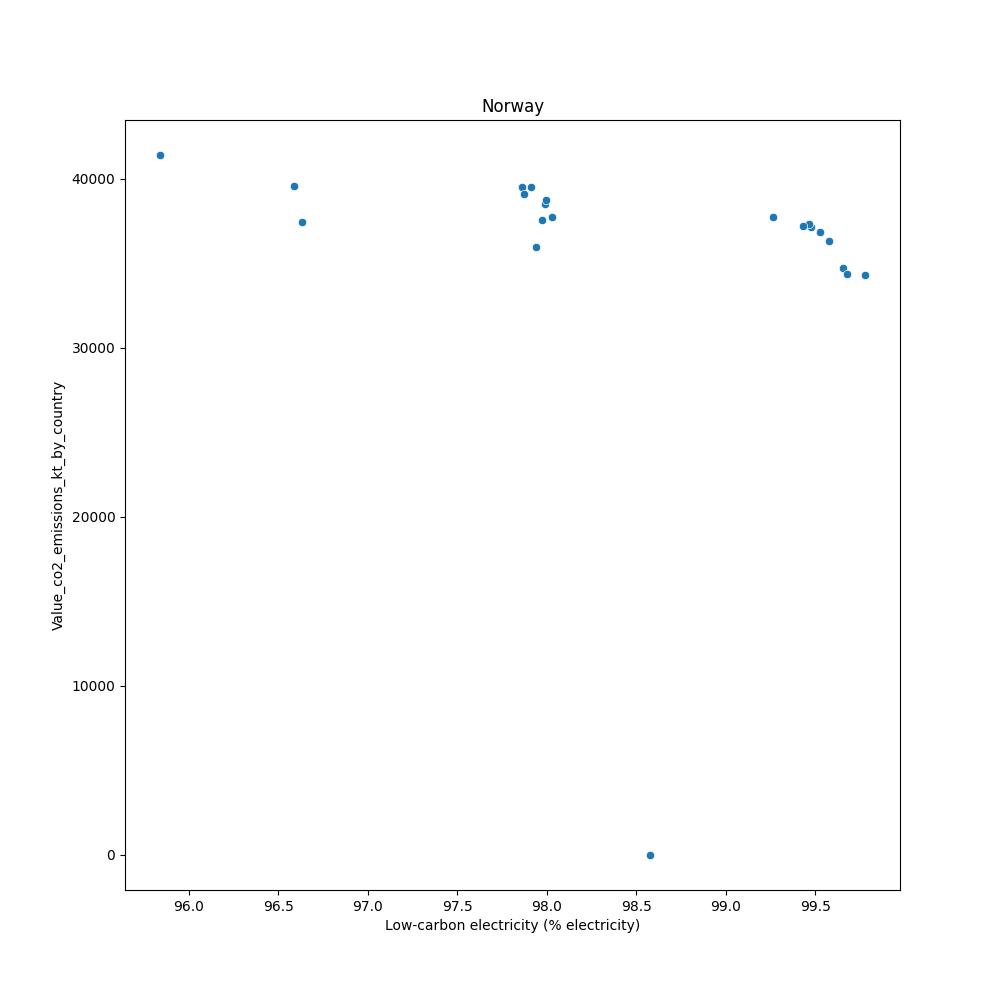 Norway
Value_co2_emissions_kt_by_country
40000
30000
20000
10000
0
96.0 96.5 97.0 97.5 98.0 98.5 99.0 99.5
Low-carbon electricity (% electricity)